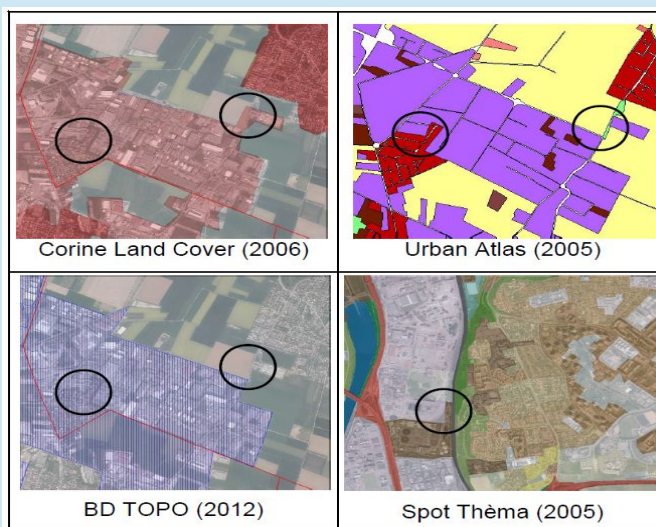 Corine Land Cover (2006)
Urban Atlas (2005)
BD TOPO (2012)
Spot Thèma (2005)